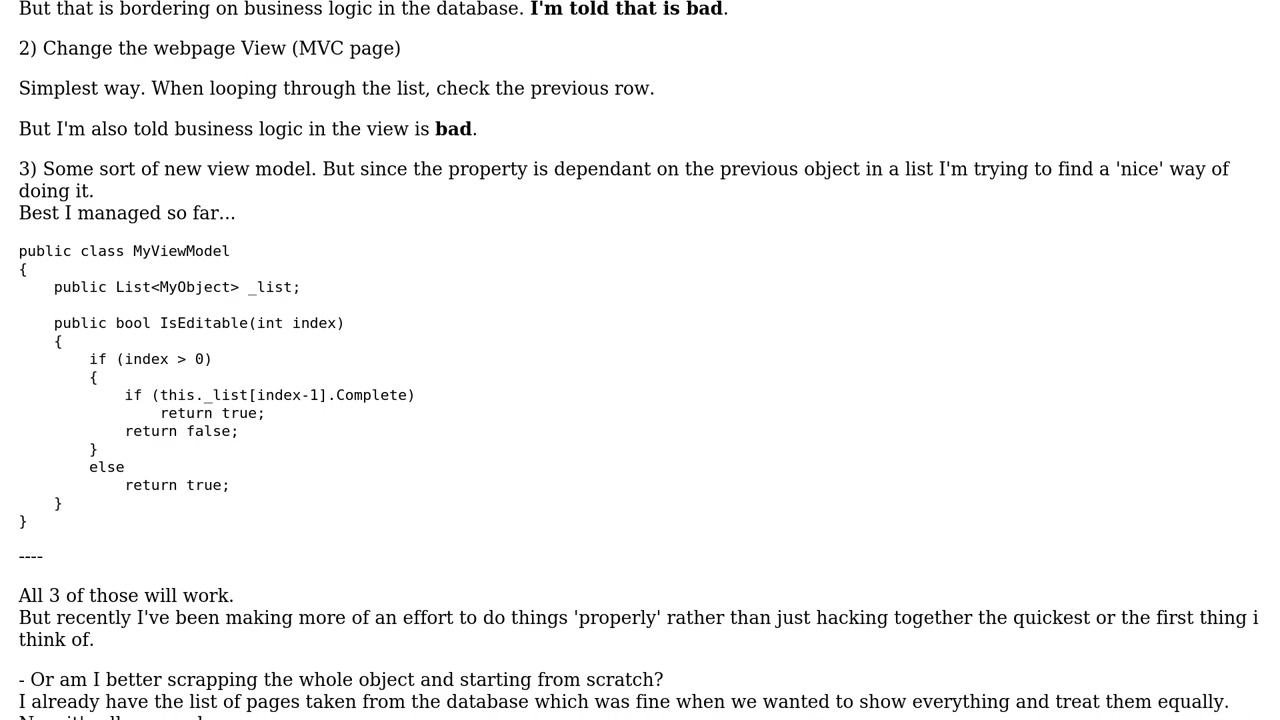 But that is bordering on business logic in the database. I'm told that is bad.
2) Change the webpage View (MVC page)
Simplest way. When looping through the list, check the previous row.
But I'm also told business logic in the view is bad.
3) Some sort of new view model. But since the property is dependant on the previous object in a list I'm trying to find a 'nice' way of
doing it.
Best I managed so far...
public class MyViewModel
{
    public List<MyObject> _list;
    public bool IsEditable(int index)
    {
        if (index > 0)
        {
            if (this._list[index-1].Complete)
                return true;
            return false;
        }
        else
            return true;
    }
}
----
All 3 of those will work.
But recently I've been making more of an effort to do things 'properly' rather than just hacking together the quickest or the first thing i
think of.
- Or am I better scrapping the whole object and starting from scratch?
I already have the list of pages taken from the database which was fine when we wanted to show everything and treat them equally.